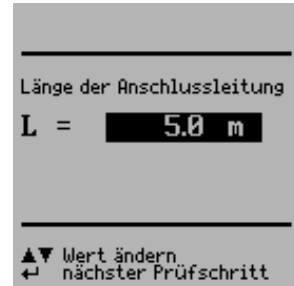 Länge der Anschlussleitung
L = 5.0 m
▲▼ Wert ändern
↵ nächster Prüfschritt